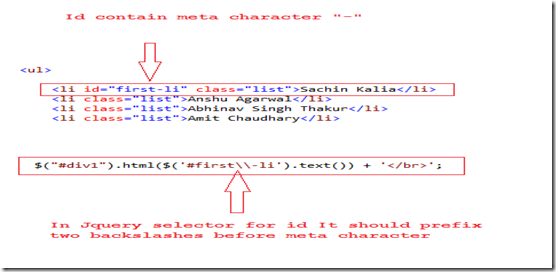 Id contain meta character "-"
<ul>
<li id="first-li" class="list">Sachin Kalia</li>
<li class="list">Anshu Agarwal</li>
<li class="list">Abhinav Singh Thakur</li>
<li class="list">Amit Chaudhary</li>
$("#div1").html($('#first\\-li').text()) + '</br>';
In Jquery selector for id It should prefix
two backslashes before meta character